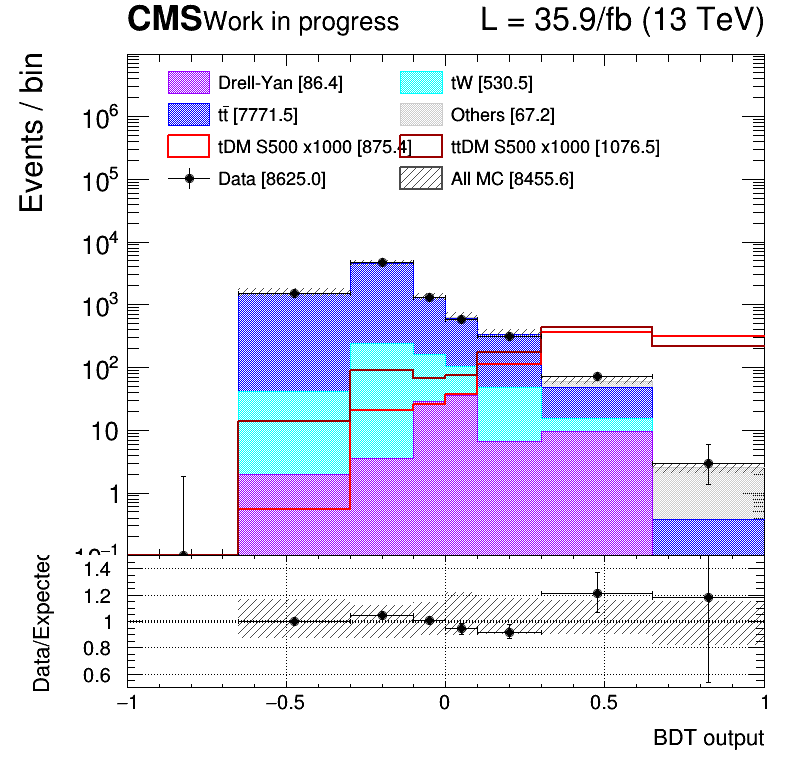 CMS Work in progress L = 35.9/fb (13 TeV)
Events / bin
Drell-Yan [86.4] tW [530.5]
tt̄ [7771.5] Others [67.2]
tDM S500 x1000 [875.4] ttDM S500 x1000 [1076.5]
Data [8625.0] All MC [8455.6]
10⁶
10⁵
10⁴
10³
10²
10
1
10⁻¹
Data/Expected
1.4
1.2
1
0.8
0.6
−1 −0.5 0 0.5 1
BDT output